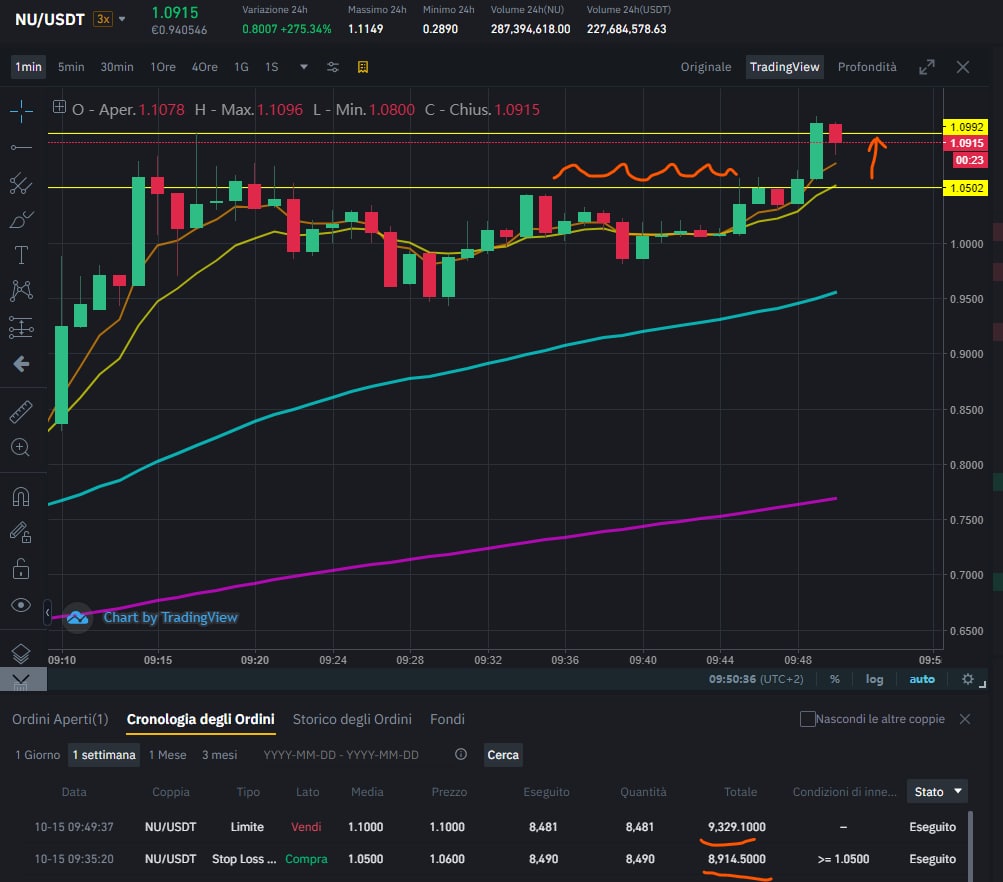 NU/USDT 3x 1.0915 €0.940546
Variazione 24h 0.8007 +275.34%
Massimo 24h 1.1149
Minimo 24h 0.2890
Volume 24h(NU) 287,394,618.00
Volume 24h(USDT) 227,684,578.63
1min 5min 30min 1Ore 4Ore 1G 1S Originale TradingView Profondità
O - Aper. 1.1078 H - Max. 1.1096 L - Min. 1.0800 C - Chius. 1.0915
1.0992
1.0915
00:23
1.0502
1.0000
0.9500
0.9000
0.8500
0.8000
0.7500
0.7000
0.6500
Chart by TradingView
09:10 09:15 09:20 09:24 09:28 09:32 09:36 09:40 09:44 09:48 09:5
09:50:36 (UTC+2) % log auto
Ordini Aperti(1) Cronologia degli Ordini Storico degli Ordini Fondi Nascondi le altre coppie
1 Giorno 1 settimana 1 Mese 3 mesi YYYY-MM-DD - YYYY-MM-DD Cerca
Data Coppia Tipo Lato Media Prezzo Eseguito Quantità Totale Condizioni di inne... Stato
10-15 09:49:37 NU/USDT Limite Vendi 1.1000 1.1000 8,481 8,481 9,329.1000 – Eseguito
10-15 09:35:20 NU/USDT Stop Loss ... Compra 1.0500 1.0600 8,490 8,490 8,914.5000 >= 1.0500 Eseguito